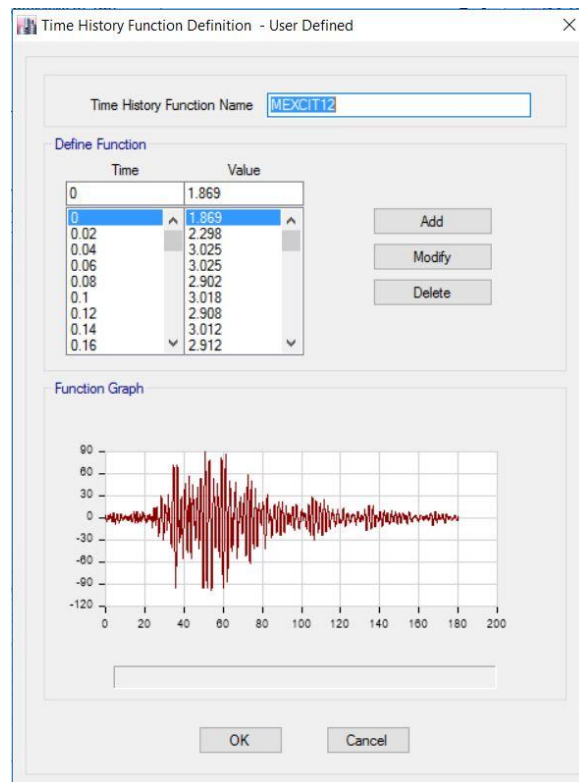 Time History Function Definition - User Defined
Time History Function Name MEXCIT12
Define Function
Time Value
0 1.869
0 1.869
0.02 2.298
0.04 3.025
0.06 3.025
0.08 2.902
0.1 3.018
0.12 2.908
0.14 3.012
0.16 2.912
Add
Modify
Delete
Function Graph
90
60
30
0
-30
-60
-90
-120
0 20 40 60 80 100 120 140 160 180 200
OK Cancel